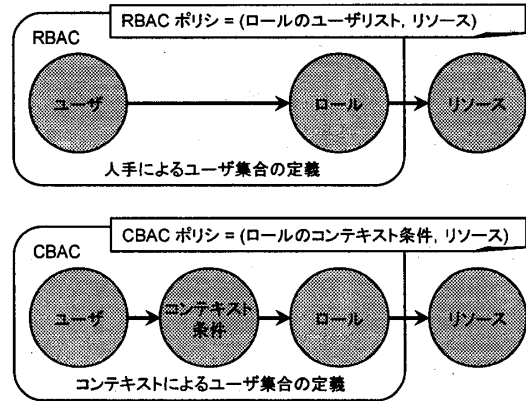 RBAC ポリシ = (ロールのユーザリスト, リソース)
RBAC
ユーザ
ロール
リソース
人手によるユーザ集合の定義
CBAC ポリシ = (ロールのコンテキスト条件, リソース)
CBAC
ユーザ
コンテキスト
条件
ロール
リソース
コンテキストによるユーザ集合の定義